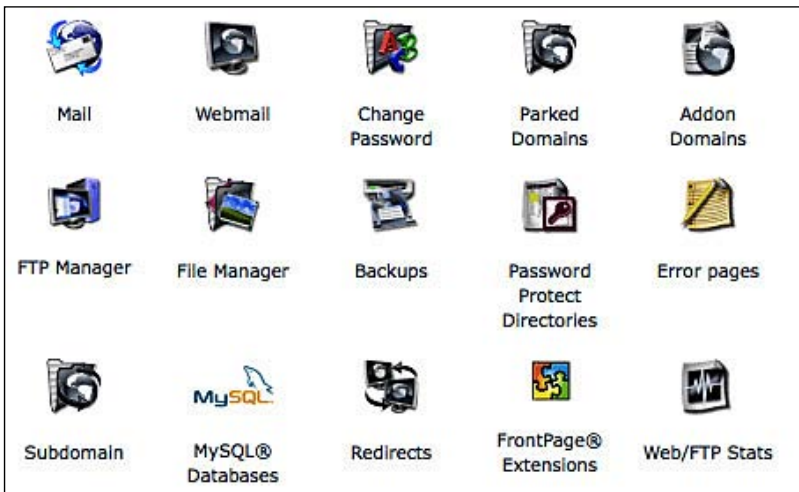 Mail
Webmail
Change
Password
Parked
Domains
Addon
Domains
FTP Manager
File Manager
Backups
Password
Protect
Directories
Error pages
Subdomain
MySQL
MySQL®
Databases
Redirects
FrontPage®
Extensions
Web/FTP Stats